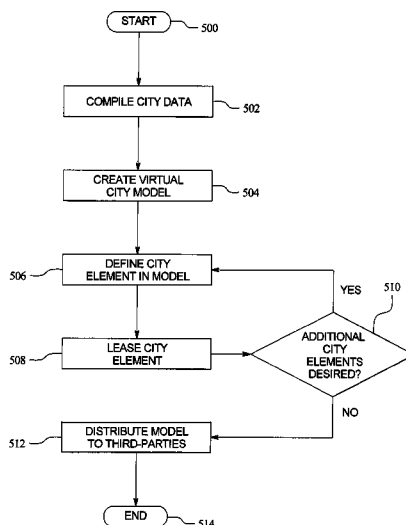 START
500
COMPILE CITY DATA
502
CREATE VIRTUAL
CITY MODEL
504
DEFINE CITY
ELEMENT IN MODEL
506
YES
510
LEASE CITY
ELEMENT
508
ADDITIONAL
CITY
ELEMENTS
DESIRED?
NO
DISTRIBUTE MODEL
TO THIRD-PARTIES
512
END
514